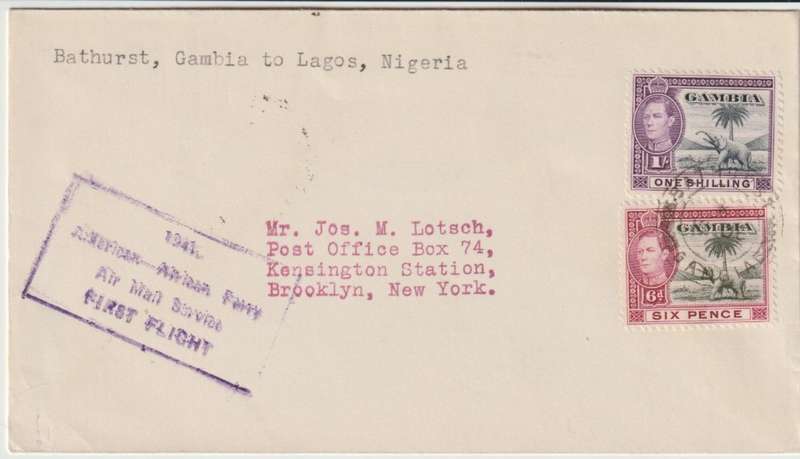 Bathurst, Gambia to Lagos, Nigeria
GAMBIA
1/-
ONE SHILLING
GAMBIA
6d
SIX PENCE
1941.
American-African Ferry
Air Mail Service
FIRST FLIGHT
Mr. Jos. M. Lotsch,
Post Office Box 74,
Kensington Station,
Brooklyn, New York.